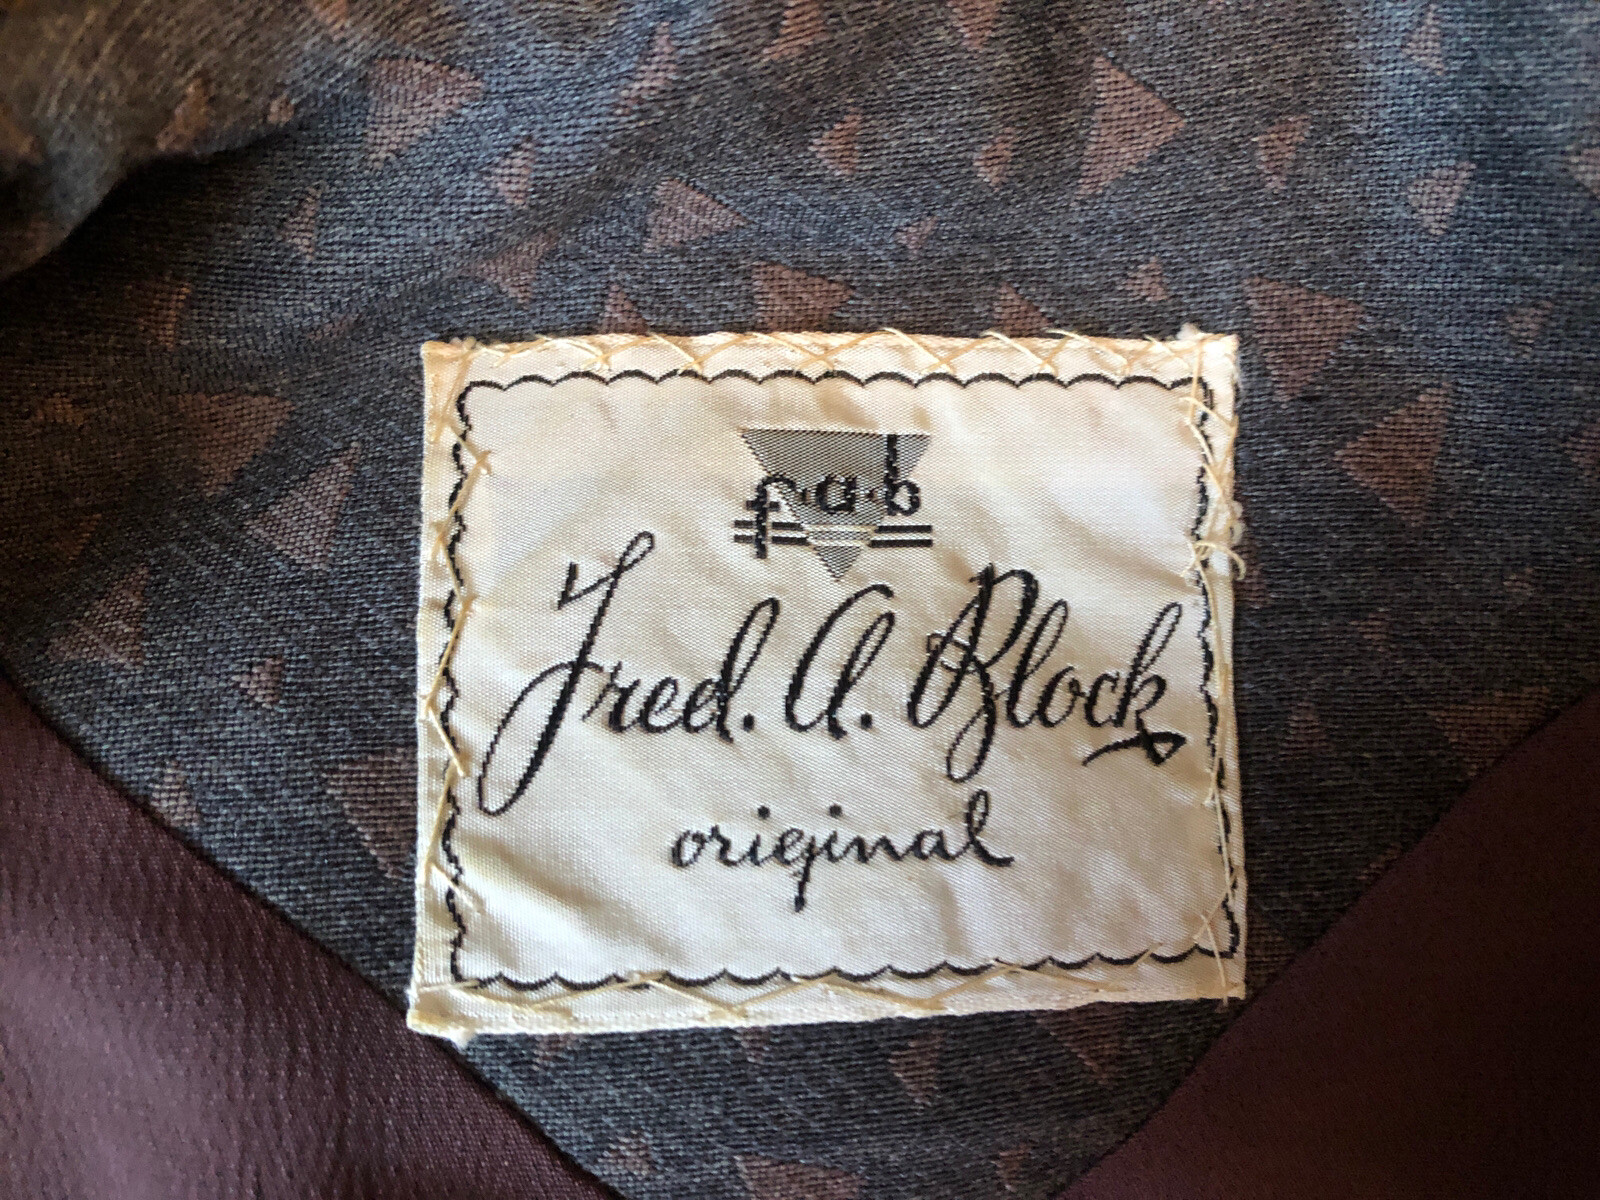 f.a.b
Fred. A. Block
original